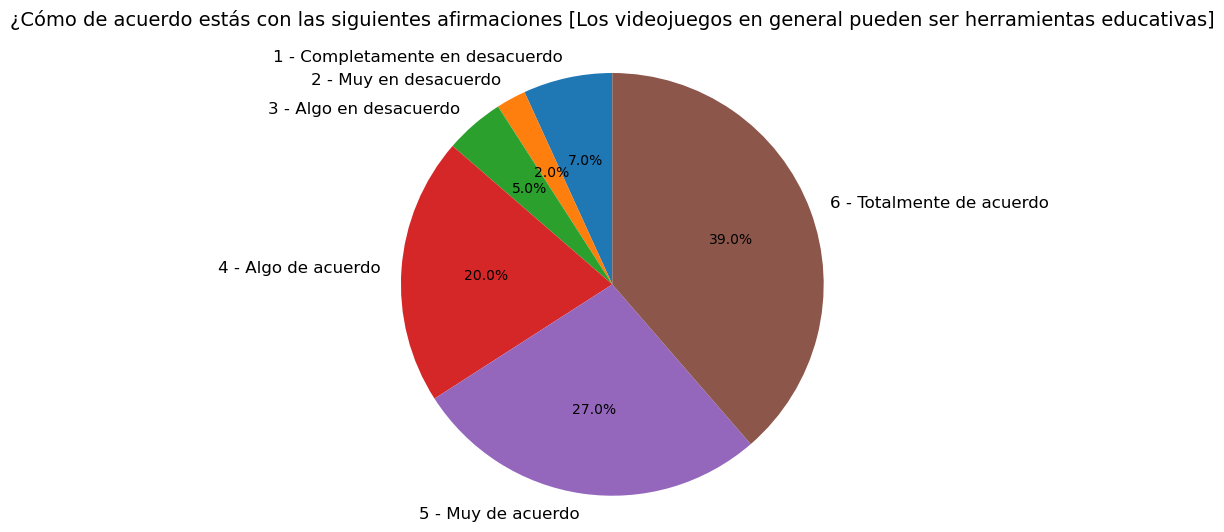 ¿Cómo de acuerdo estás con las siguientes afirmaciones [Los videojuegos en general pueden ser herramientas educativas]
1 - Completamente en desacuerdo
2 - Muy en desacuerdo
3 - Algo en desacuerdo
7.0%
2.0%
5.0%
6 - Totalmente de acuerdo
39.0%
4 - Algo de acuerdo
20.0%
27.0%
5 - Muy de acuerdo